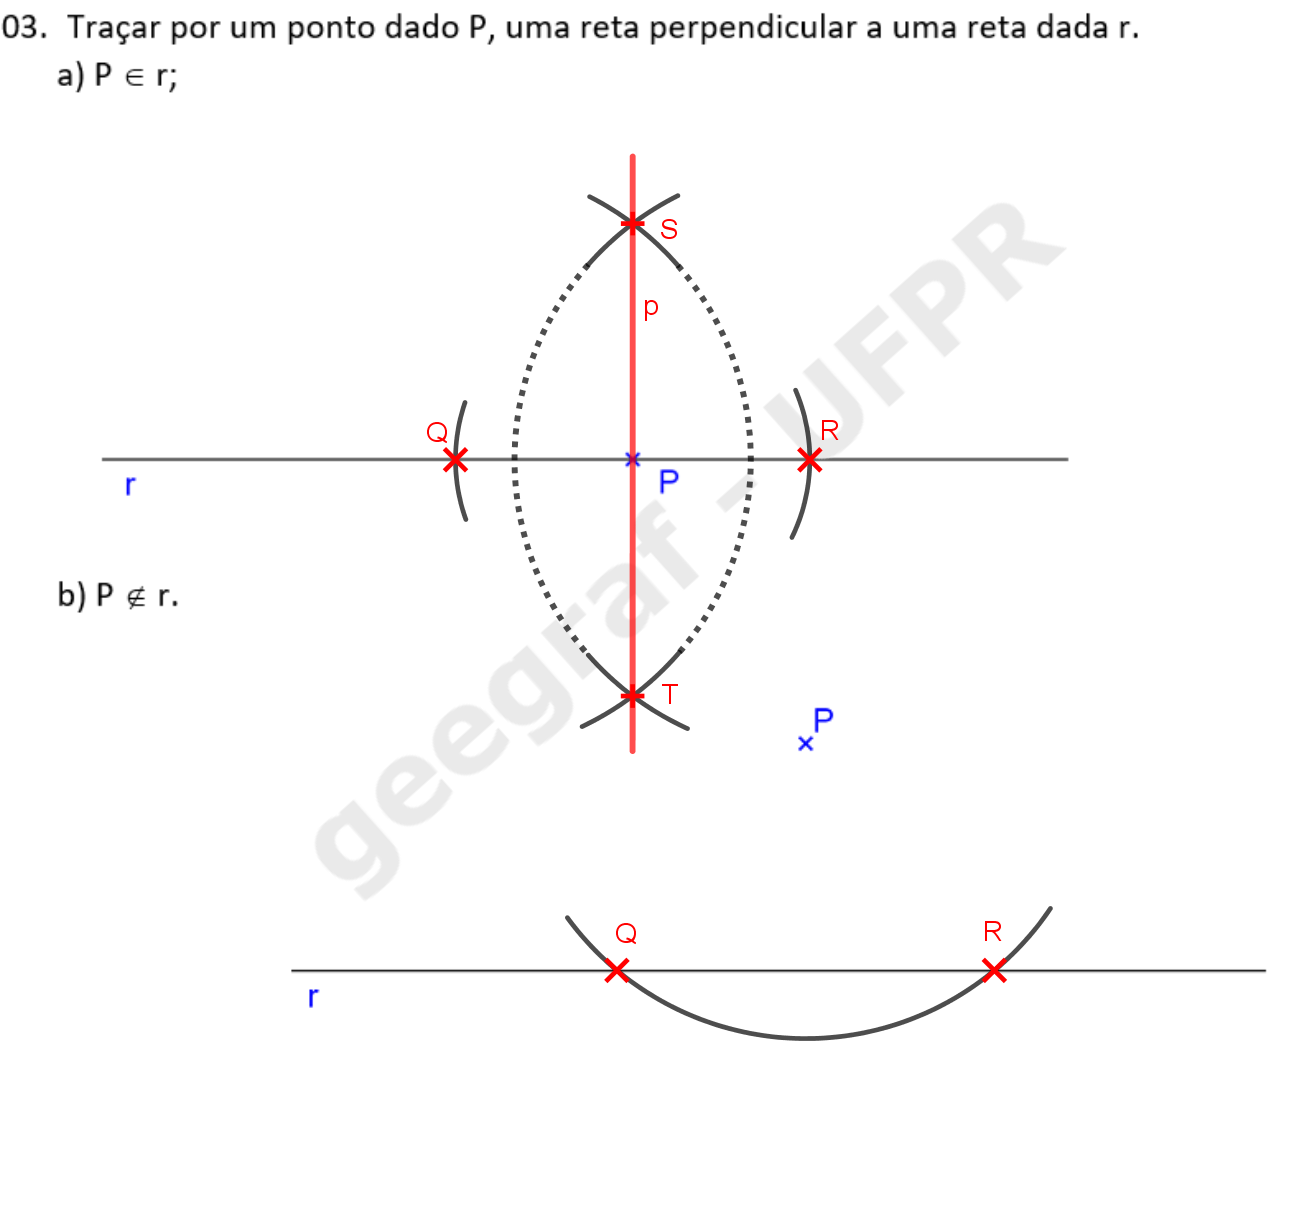 03. Traçar por um ponto dado P, uma reta perpendicular a uma reta dada r.
a) P ∈ r;
S
p
Q
R
r
P
b) P ∉ r.
T
P
Q
R
r
geegraf - UFPR